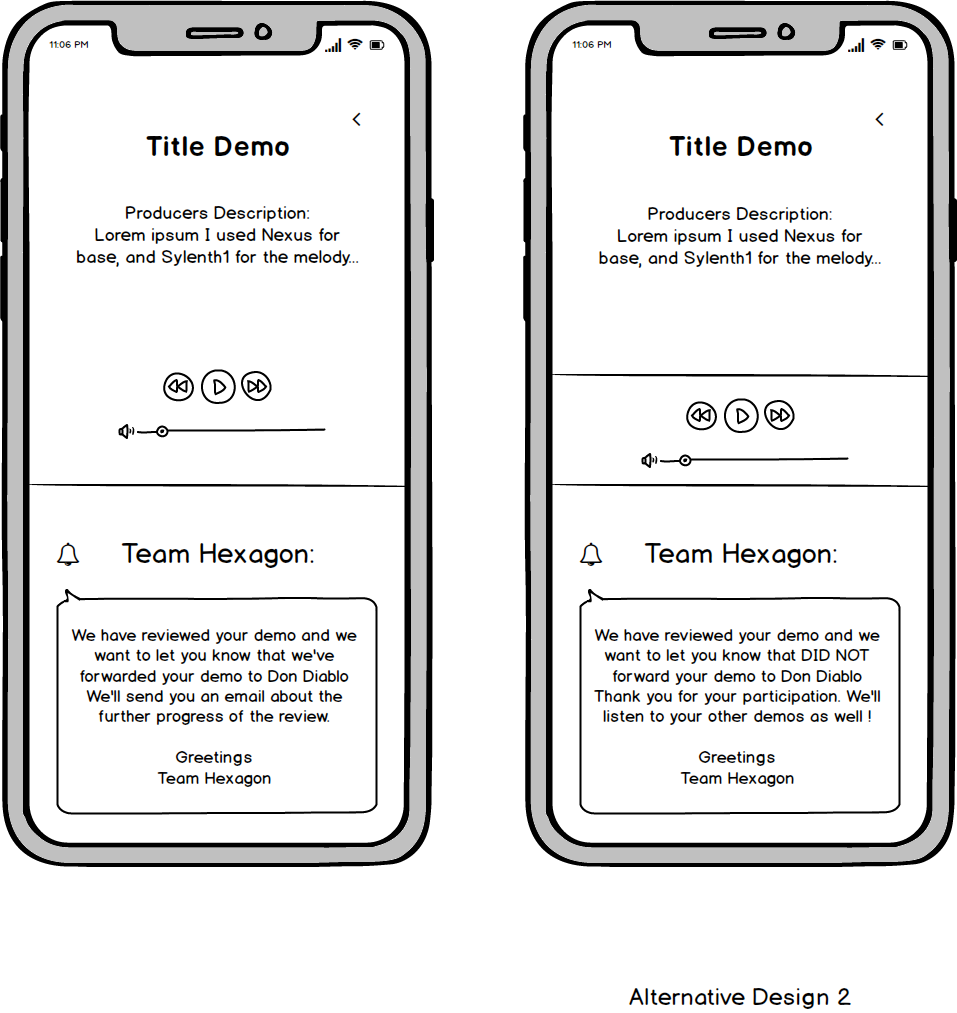 11:06 PM
Title Demo
Producers Description:
Lorem ipsum I used Nexus for
base, and Sylenth1 for the melody...
Team Hexagon:
We have reviewed your demo and we
want to let you know that we've
forwarded your demo to Don Diablo
We'll send you an email about the
further progress of the review.
Greetings
Team Hexagon
11:06 PM
Title Demo
Producers Description:
Lorem ipsum I used Nexus for
base, and Sylenth1 for the melody...
Team Hexagon:
We have reviewed your demo and we
want to let you know that DID NOT
forward your demo to Don Diablo
Thank you for your participation. We'll
listen to your other demos as well !
Greetings
Team Hexagon
Alternative Design 2